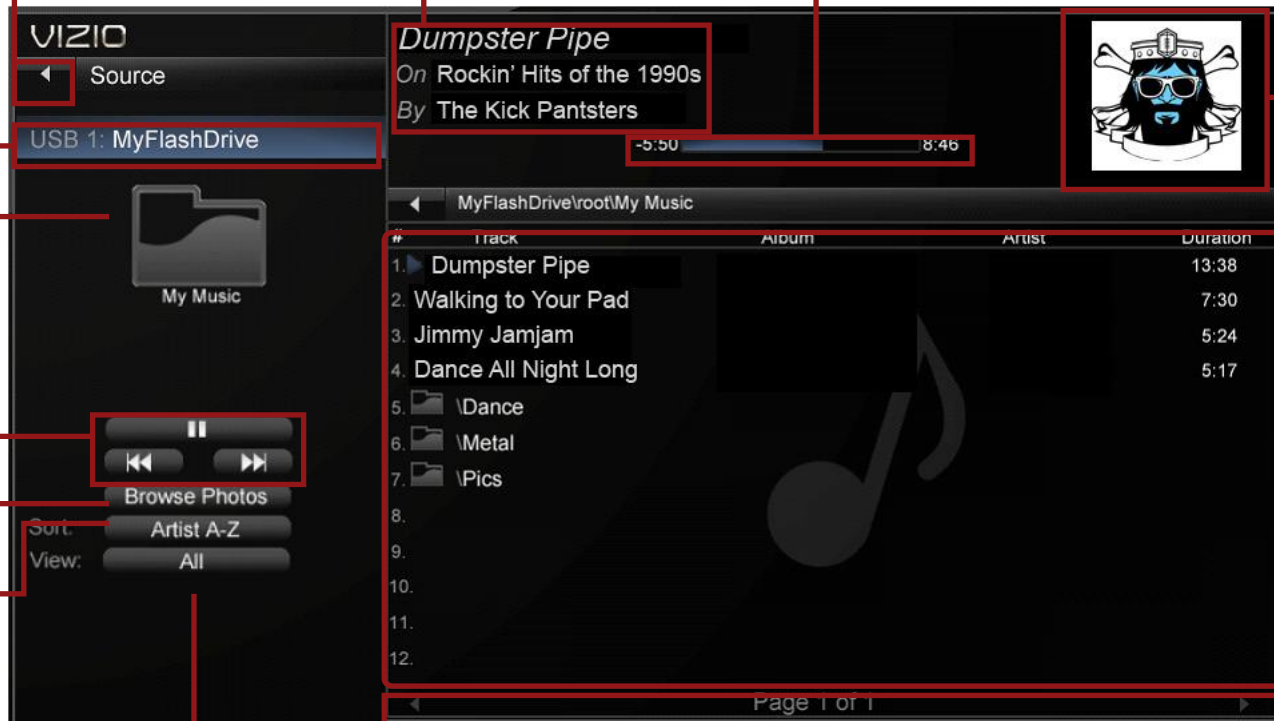 VIZIO
Source
USB 1: MyFlashDrive
My Music
Browse Photos
Sort: Artist A-Z
View: All
Dumpster Pipe
On Rockin' Hits of the 1990s
By The Kick Pantsters
-5:50 8:46
MyFlashDrive\root\My Music
# Track Album Artist Duration
1. Dumpster Pipe 13:38
2. Walking to Your Pad 7:30
3. Jimmy Jamjam 5:24
4. Dance All Night Long 5:17
5. \Dance
6. \Metal
7. \Pics
8.
9.
10.
11.
12.
Page 1 of 1